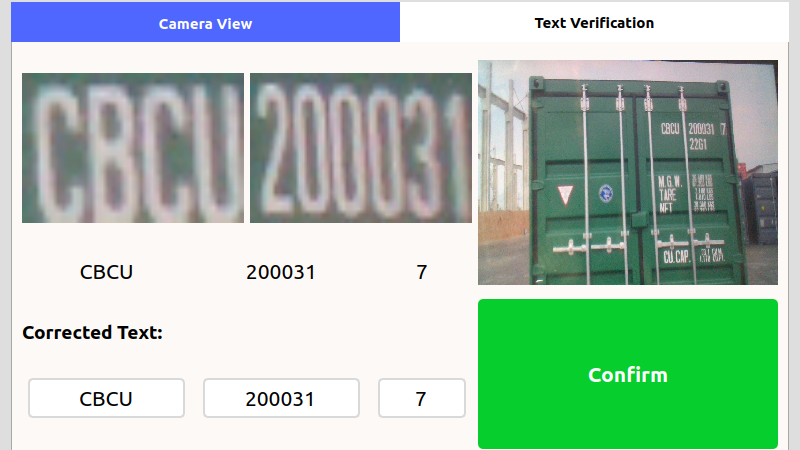 Camera View
Text Verification
CBCU
200031
CBCU 200031 7
22G1
M.G.W.
TARE
NET
CU.CAP.
CBCU
200031
7
Corrected Text:
CBCU
200031
7
Confirm